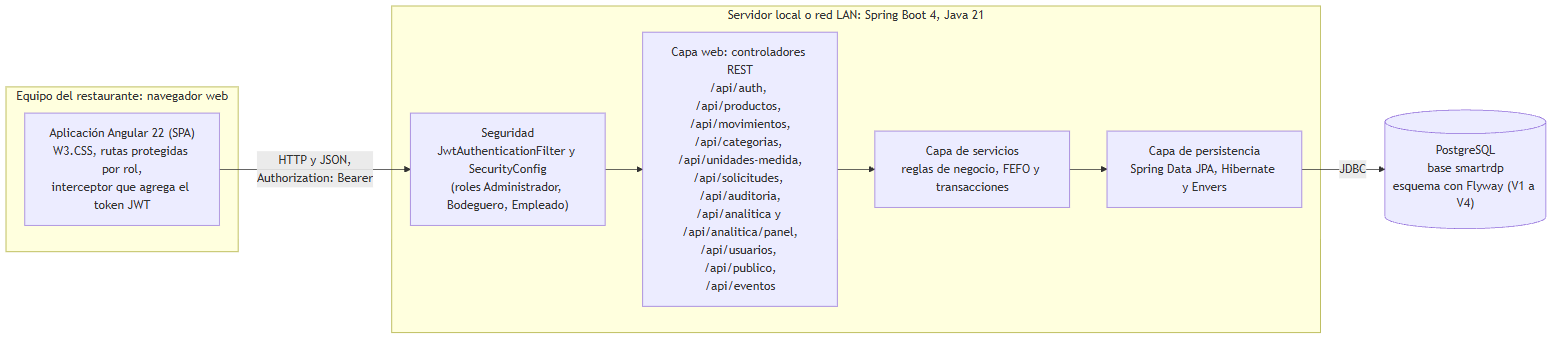 Servidor local o red LAN: Spring Boot 4, Java 21
Equipo del restaurante: navegador web
Aplicación Angular 22 (SPA)
W3.CSS, rutas protegidas
por rol,
interceptor que agrega el
token JWT
HTTP y JSON,
Authorization: Bearer
Seguridad
JwtAuthenticationFilter y
SecurityConfig
(roles Administrador,
Bodeguero, Empleado)
Capa web: controladores
REST
/api/auth,
/api/productos,
/api/movimientos,
/api/categorias,
/api/unidades-medida,
/api/solicitudes,
/api/auditoria,
/api/analitica y
/api/analitica/panel,
/api/usuarios,
/api/publico,
/api/eventos
Capa de servicios
reglas de negocio, FEFO y
transacciones
Capa de persistencia
Spring Data JPA, Hibernate
y Envers
JDBC
PostgreSQL
base smartrdp
esquema con Flyway (V1 a
V4)